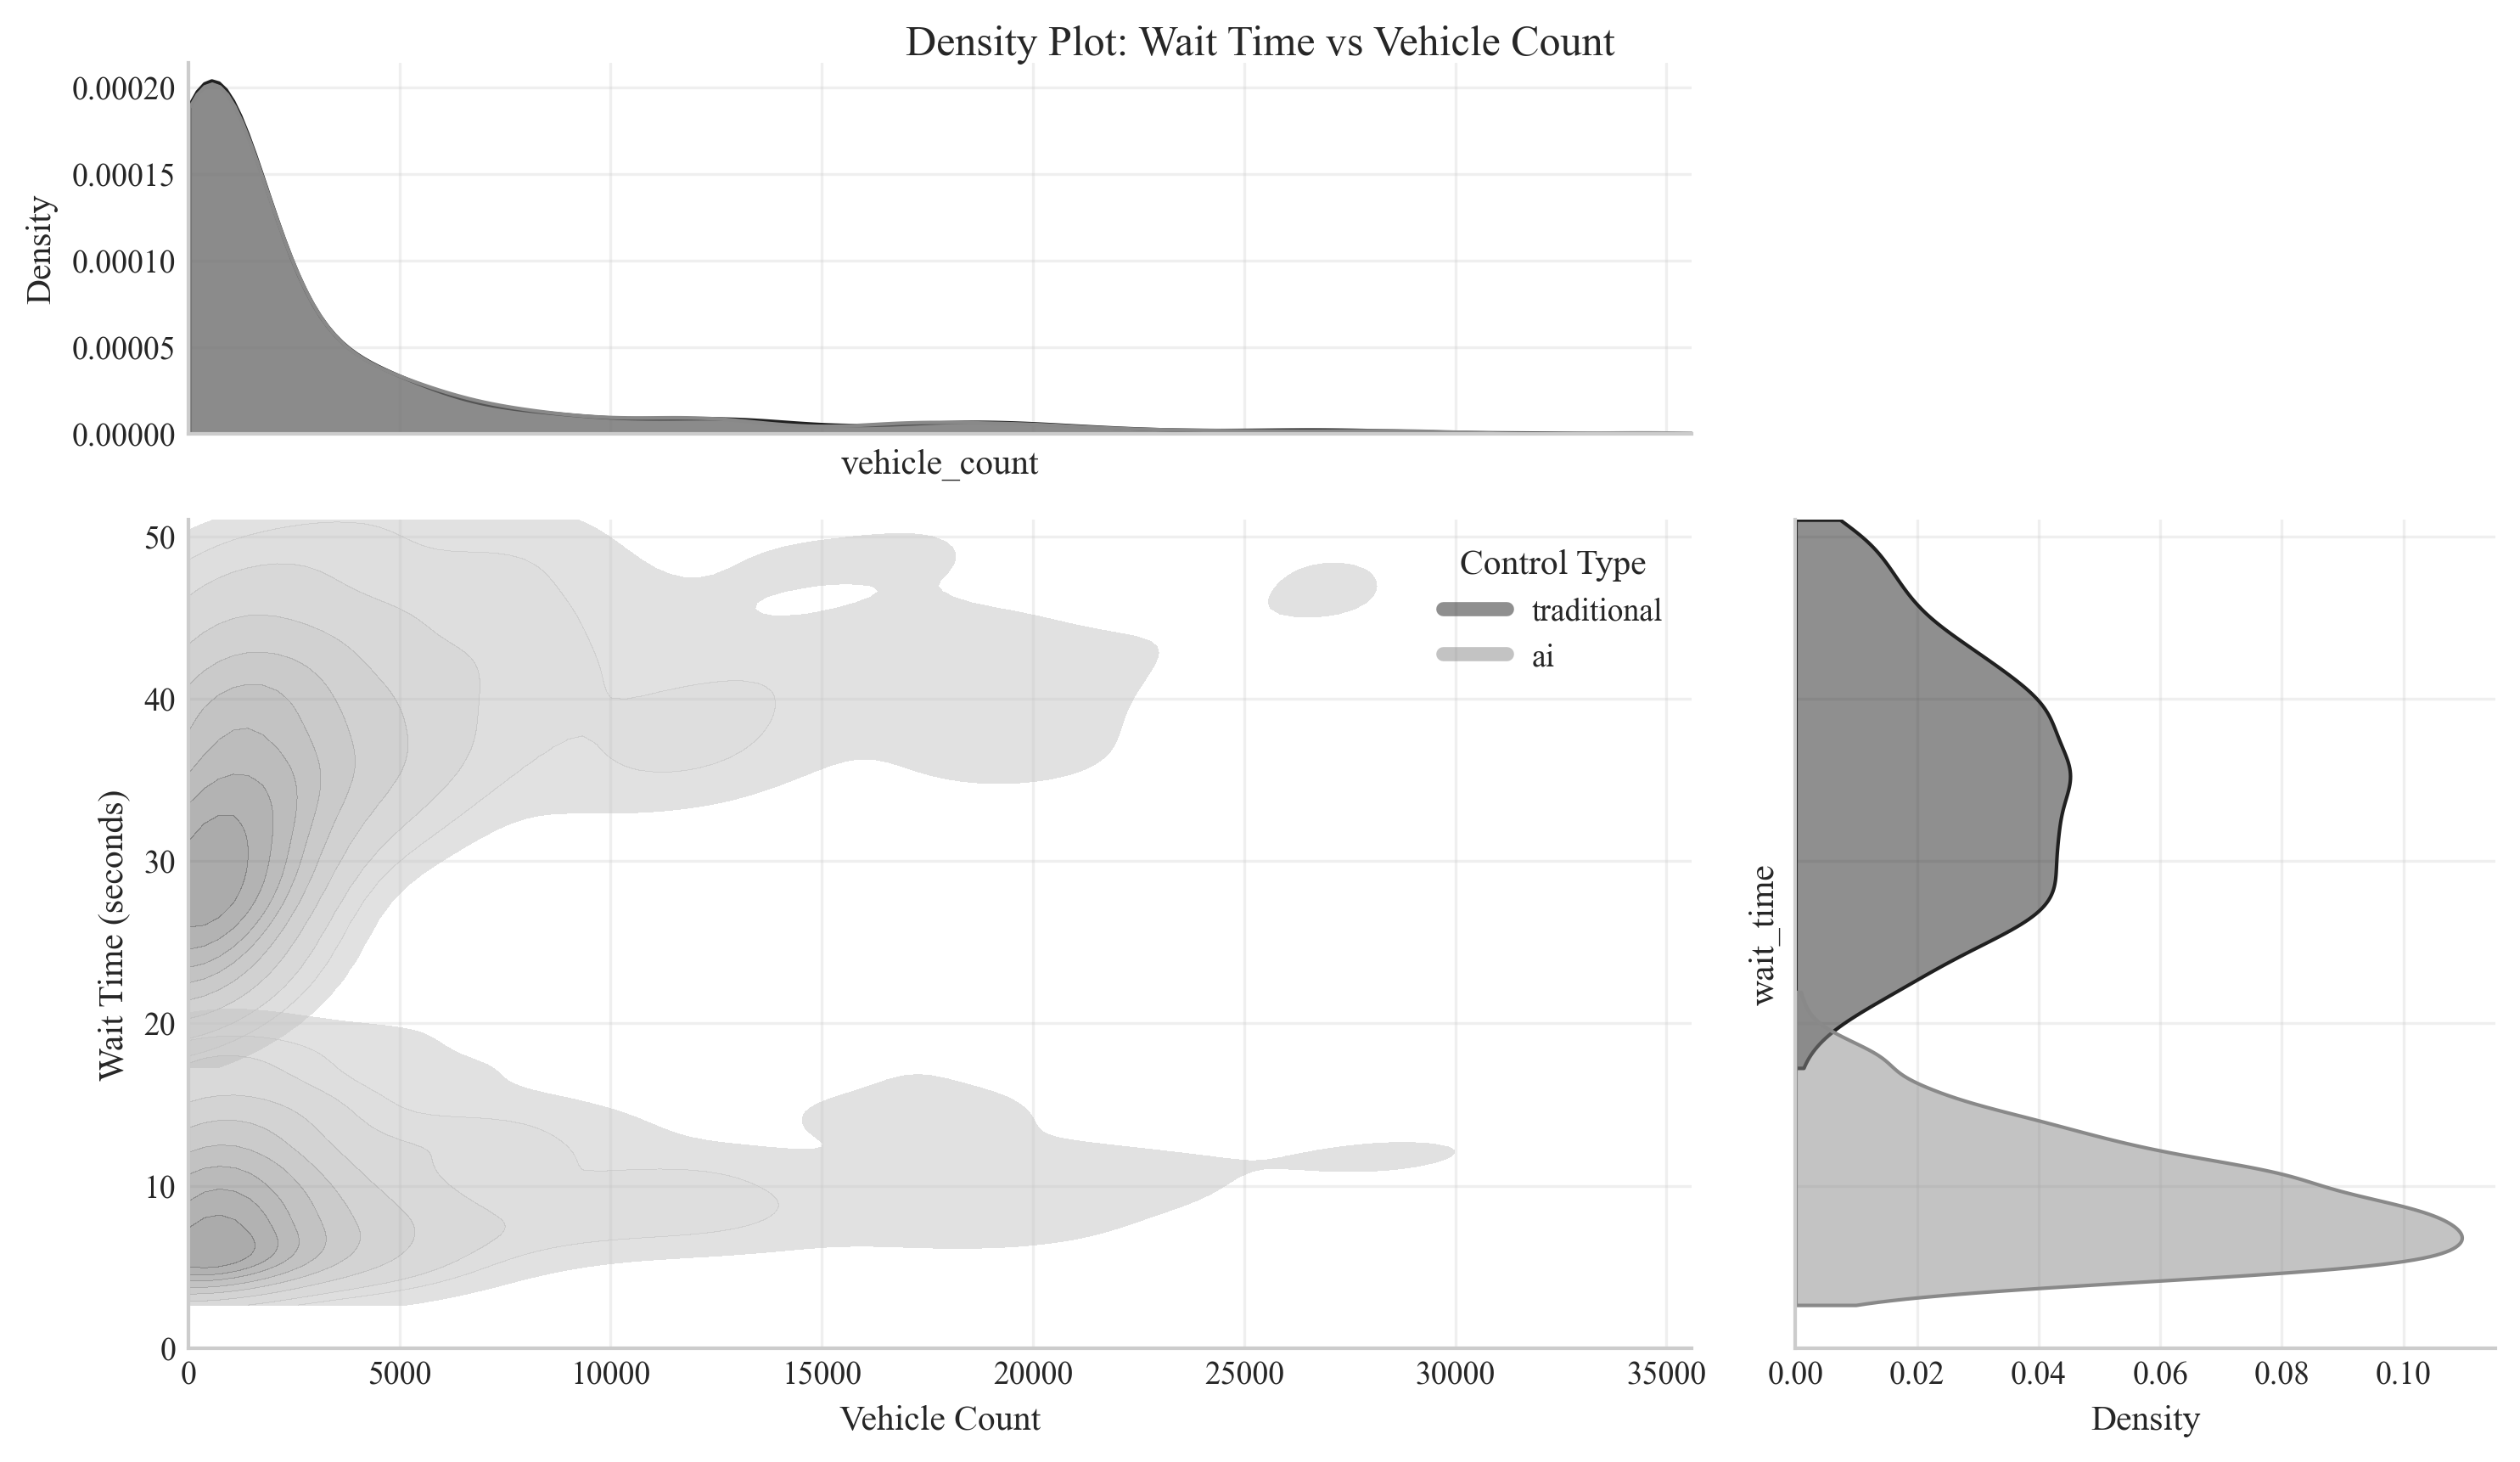 Density Plot: Wait Time vs Vehicle Count
0.00020
0.00015
0.00010
0.00005
0.00000
Density
vehicle_count
50
40
30
20
10
0
Wait Time (seconds)
Control Type
traditional
ai
0 5000 10000 15000 20000 25000 30000 35000
Vehicle Count
wait_time
0.00 0.02 0.04 0.06 0.08 0.10
Density